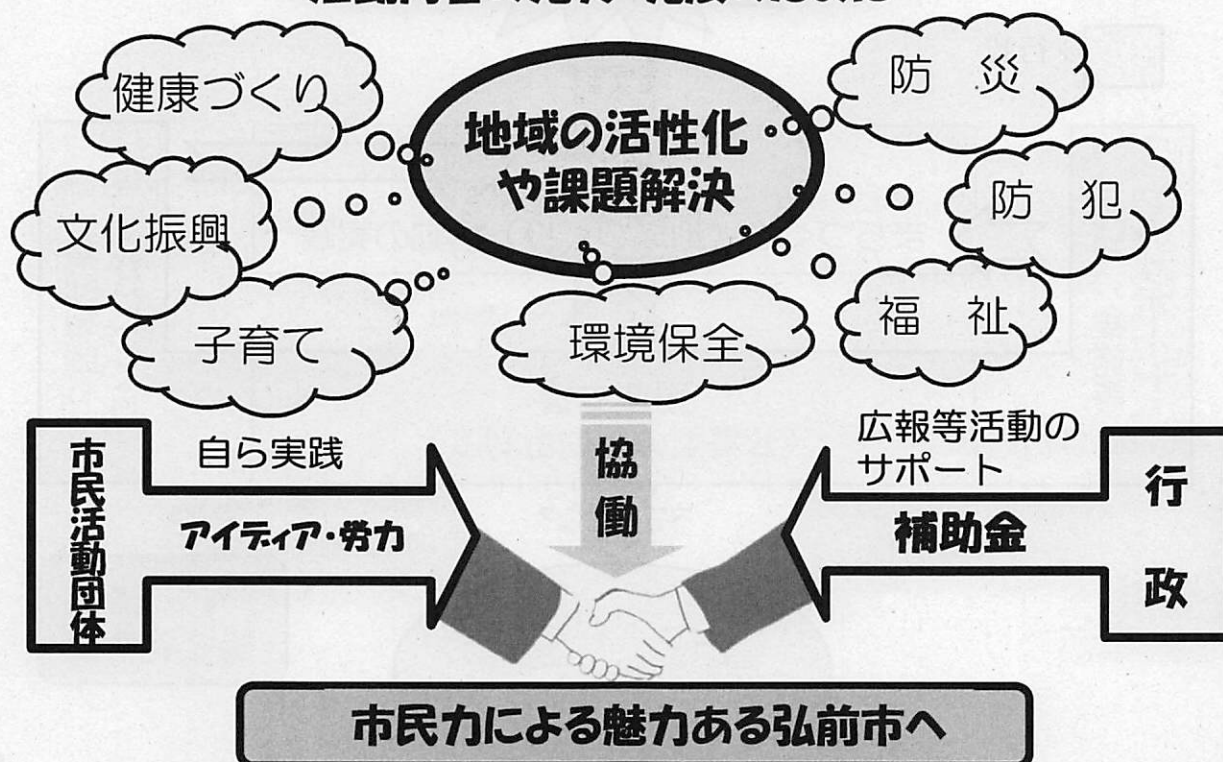 健康づくり
防 災
地域の活性化
や課題解決
文化振興
防 犯
子育て
環境保全
福 祉
市民活動団体
自ら実践
アイディア・労力
協働
広報等活動の
サポート
補助金
行政
市民力による魅力ある弘前市へ